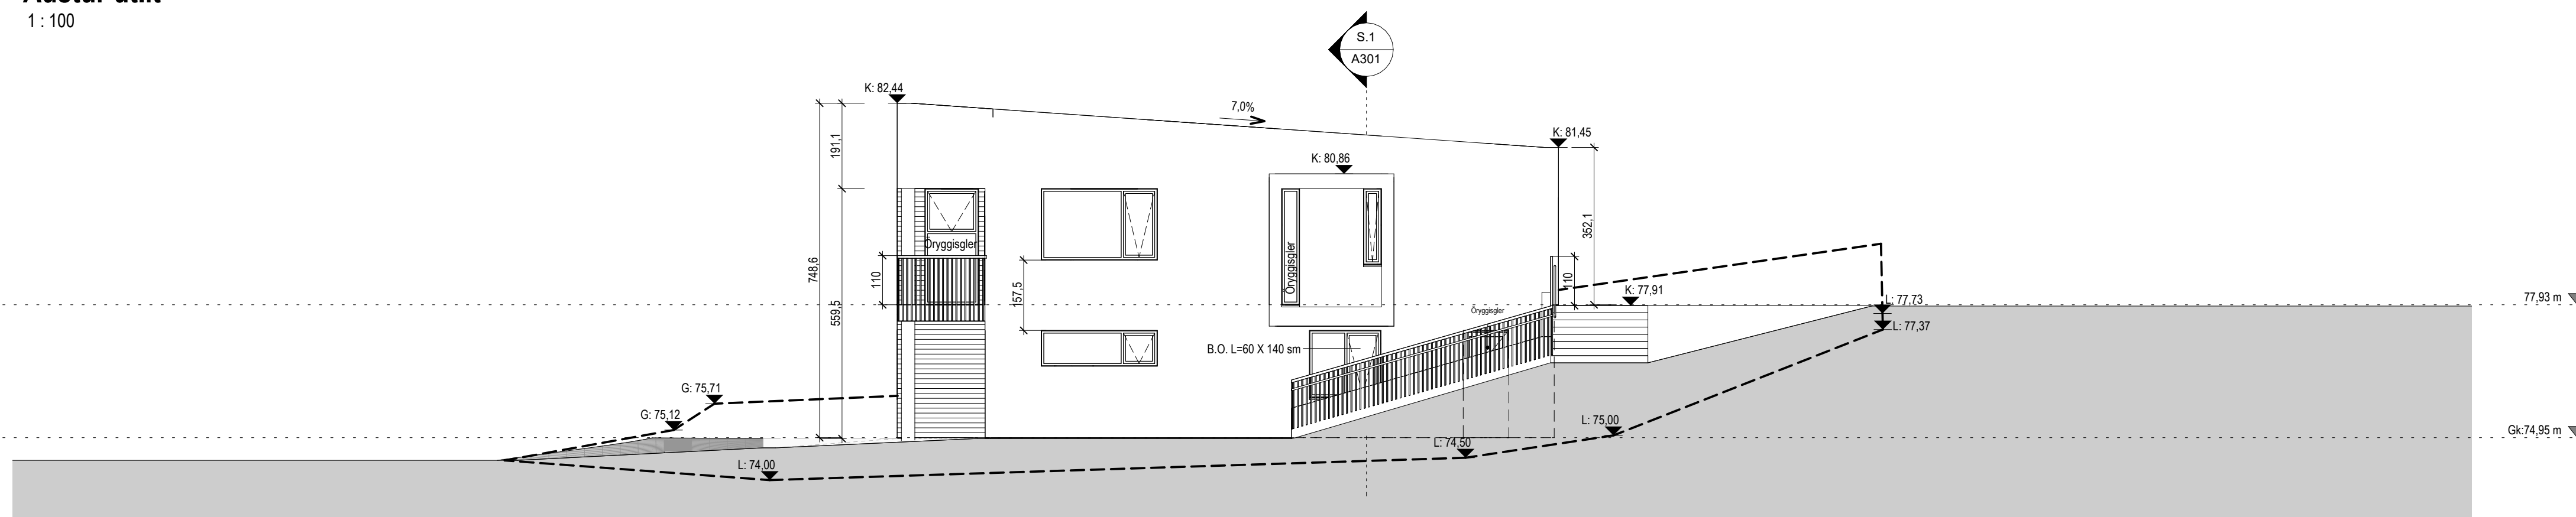 1 : 100
S.1
A301
K: 82,44
7,0%
K: 81,45
K: 80,86
191,1
352,1
Öryggisgler
Öryggisgler
748,6
110
157,5
559,5
110
K: 77,91
L: 77,73
77,93 m
Öryggisgler
L: 77,37
B.O. L=60 X 140 sm
G: 75,71
G: 75,12
L: 75,00
Gk:74,95 m
L: 74,50
L: 74,00